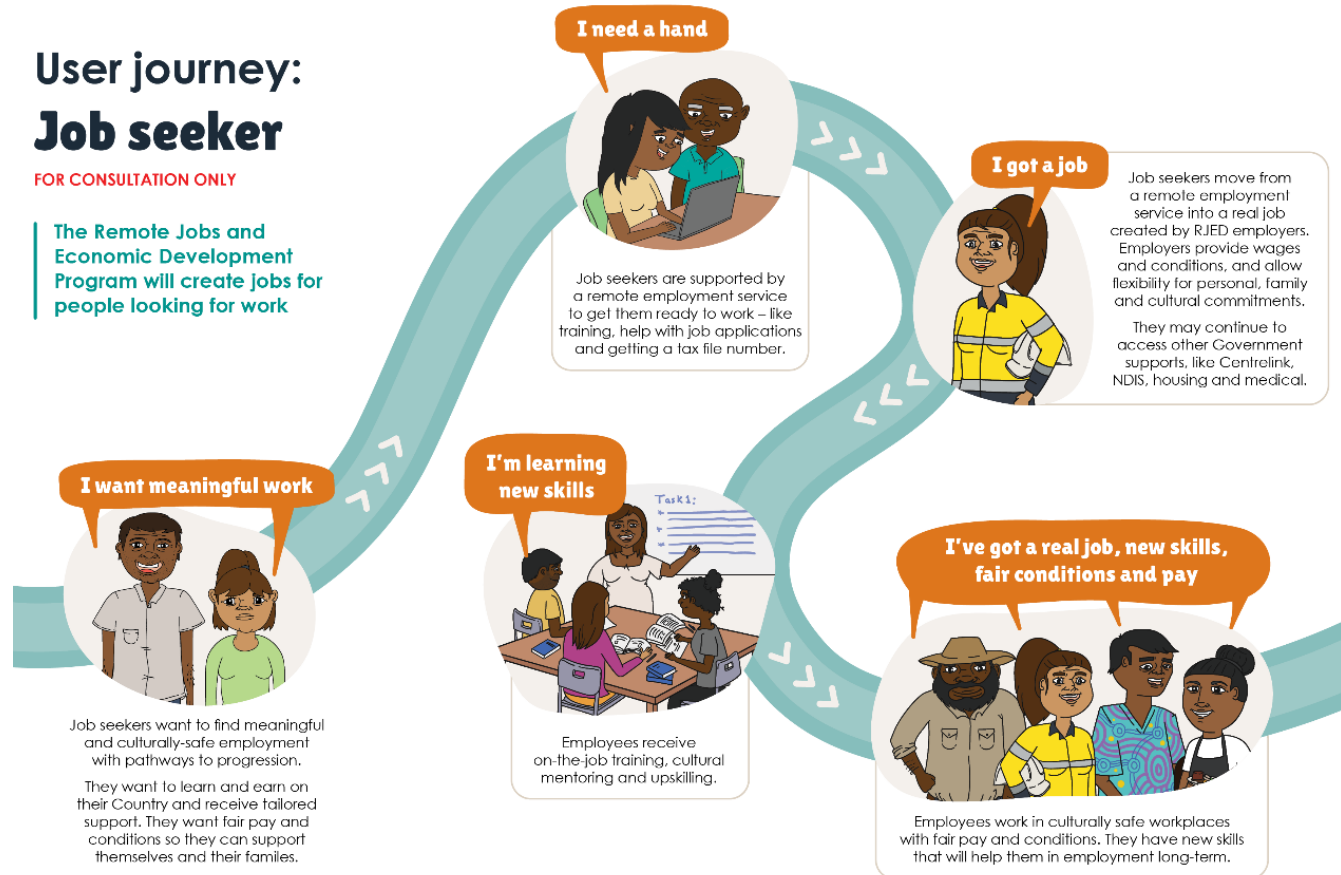 User journey:
Job seeker
FOR CONSULTATION ONLY
The Remote Jobs and
Economic Development
Program will create jobs for
people looking for work
I want meaningful work
Job seekers want to find meaningful
and culturally-safe employment
with pathways to progression.
They want to learn and earn on
their Country and receive tailored
support. They want fair pay and
conditions so they can support
themselves and their familes.
I need a hand
Job seekers are supported by
a remote employment service
to get them ready to work – like
training, help with job applications
and getting a tax file number.
I got a job
Job seekers move from
a remote employment
service into a real job
created by RJED employers.
Employers provide wages
and conditions, and allow
flexibility for personal, family
and cultural commitments.
They may continue to
access other Government
supports, like Centrelink,
NDIS, housing and medical.
I'm learning
new skills
Task 1:
Employees receive
on-the-job training, cultural
mentoring and upskilling.
I've got a real job, new skills,
fair conditions and pay
Employees work in culturally safe workplaces
with fair pay and conditions. They have new skills
that will help them in employment long-term.